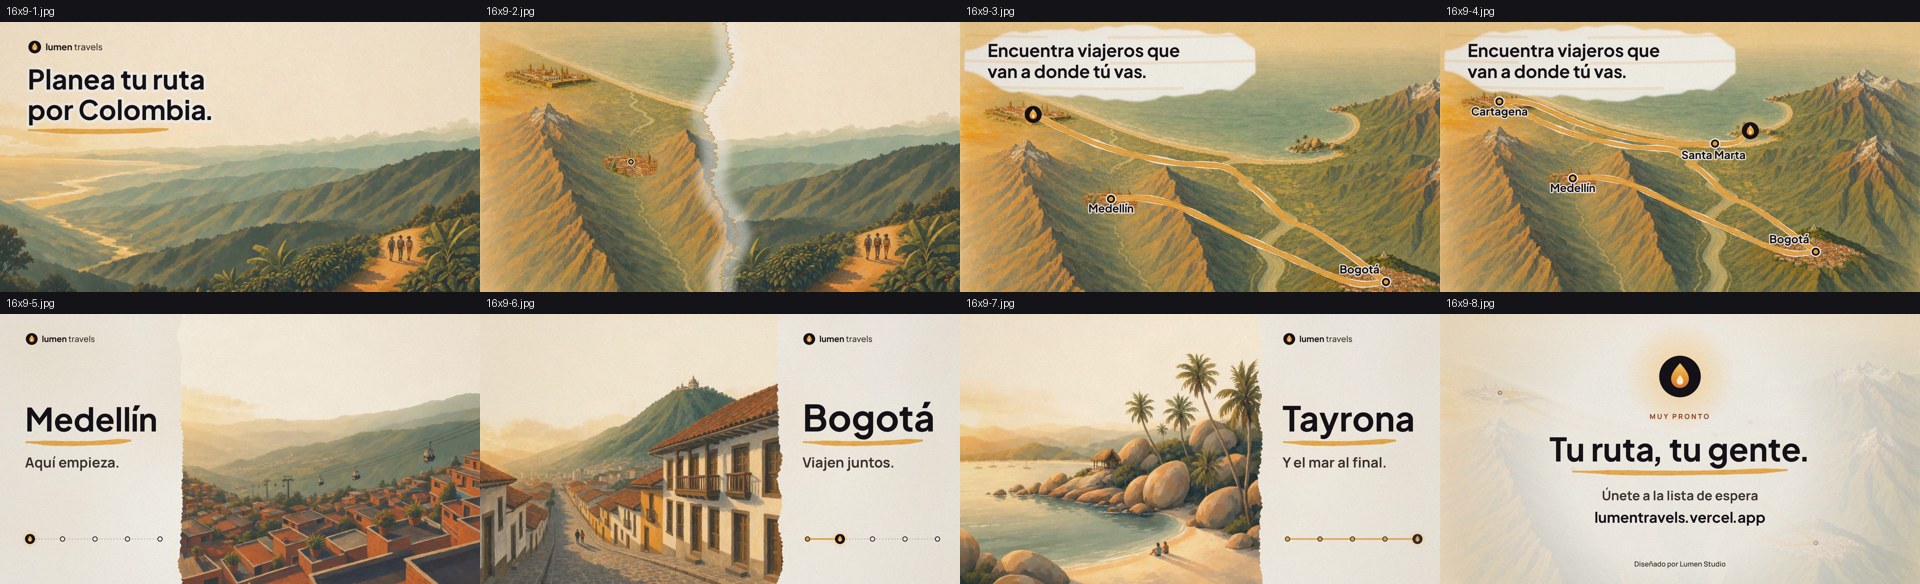 16x9-1.jpg
lumen travels
Planea tu ruta
por Colombia.
16x9-2.jpg
16x9-3.jpg
Encuentra viajeros que
van a donde tú vas.
Medellín
Bogotá
16x9-4.jpg
Encuentra viajeros que
van a donde tú vas.
Cartagena
Santa Marta
Medellín
Bogotá
16x9-5.jpg
lumen travels
Medellín
Aquí empieza.
16x9-6.jpg
lumen travels
Bogotá
Viajen juntos.
16x9-7.jpg
lumen travels
Tayrona
Y el mar al final.
16x9-8.jpg
MUY PRONTO
Tu ruta, tu gente.
Únete a la lista de espera
lumentravels.vercel.app
Diseñado por Lumen Studio